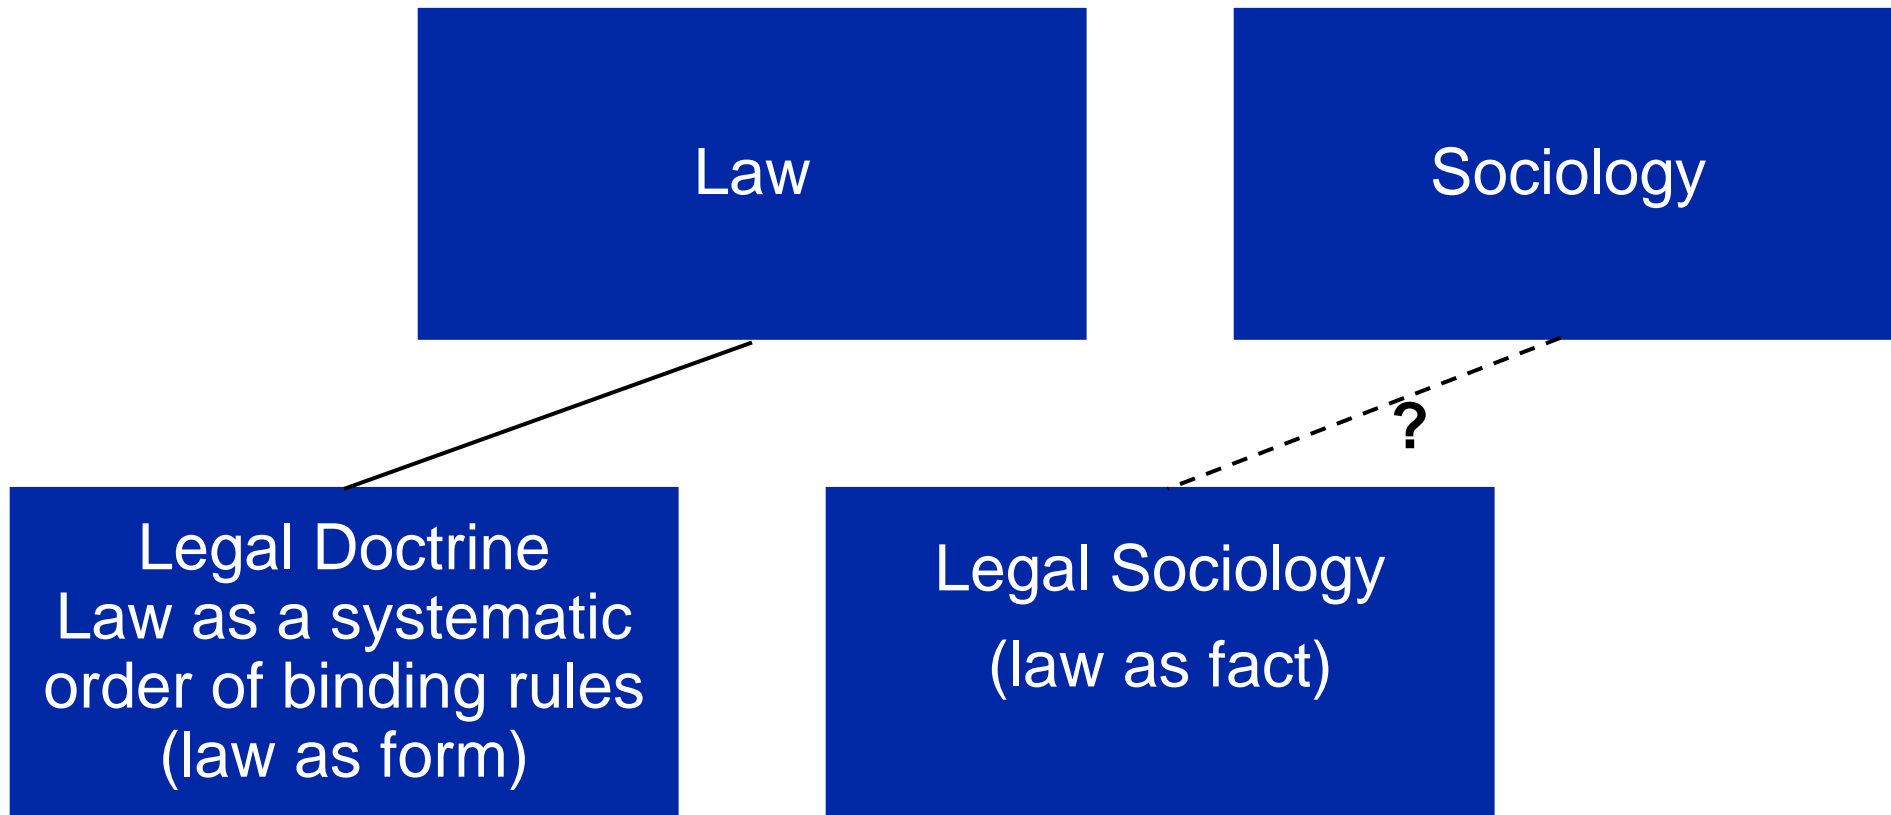 Law
Sociology
?
Legal Doctrine
Law as a systematic
order of binding rules
(law as form)
Legal Sociology
(law as fact)